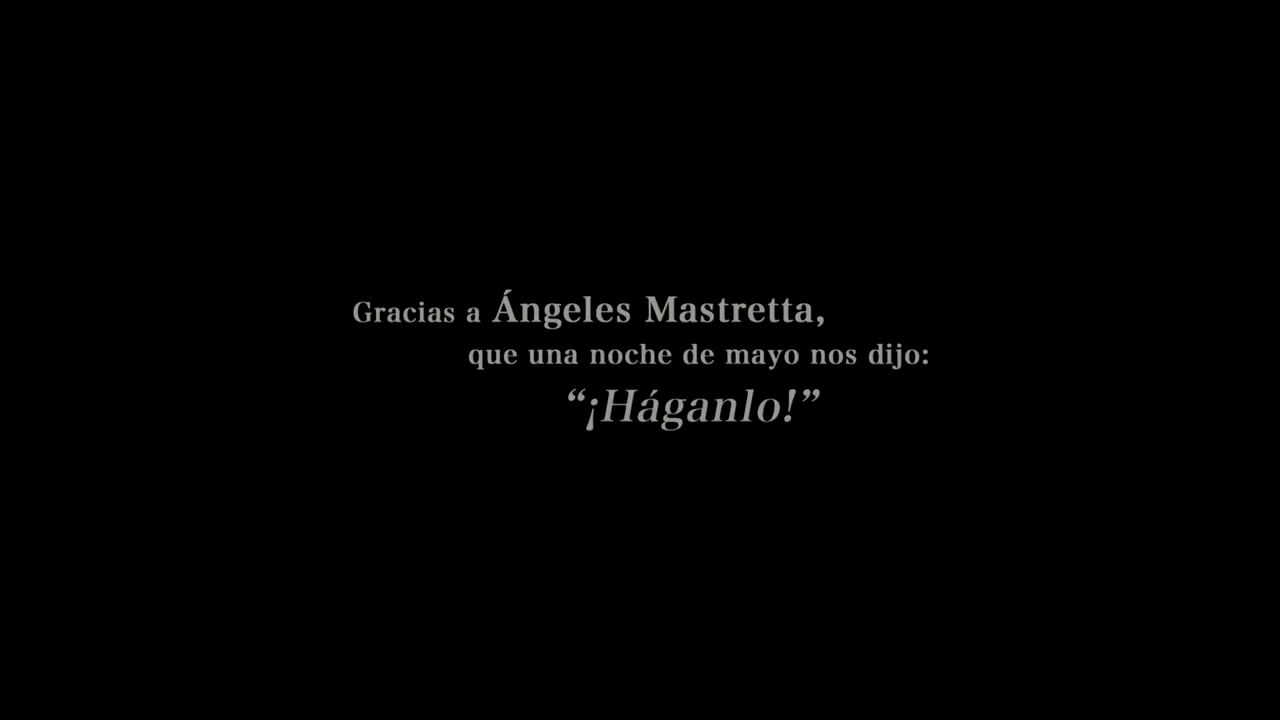 Gracias a Ángeles Mastretta,
que una noche de mayo nos dijo:
“¡Háganlo!”